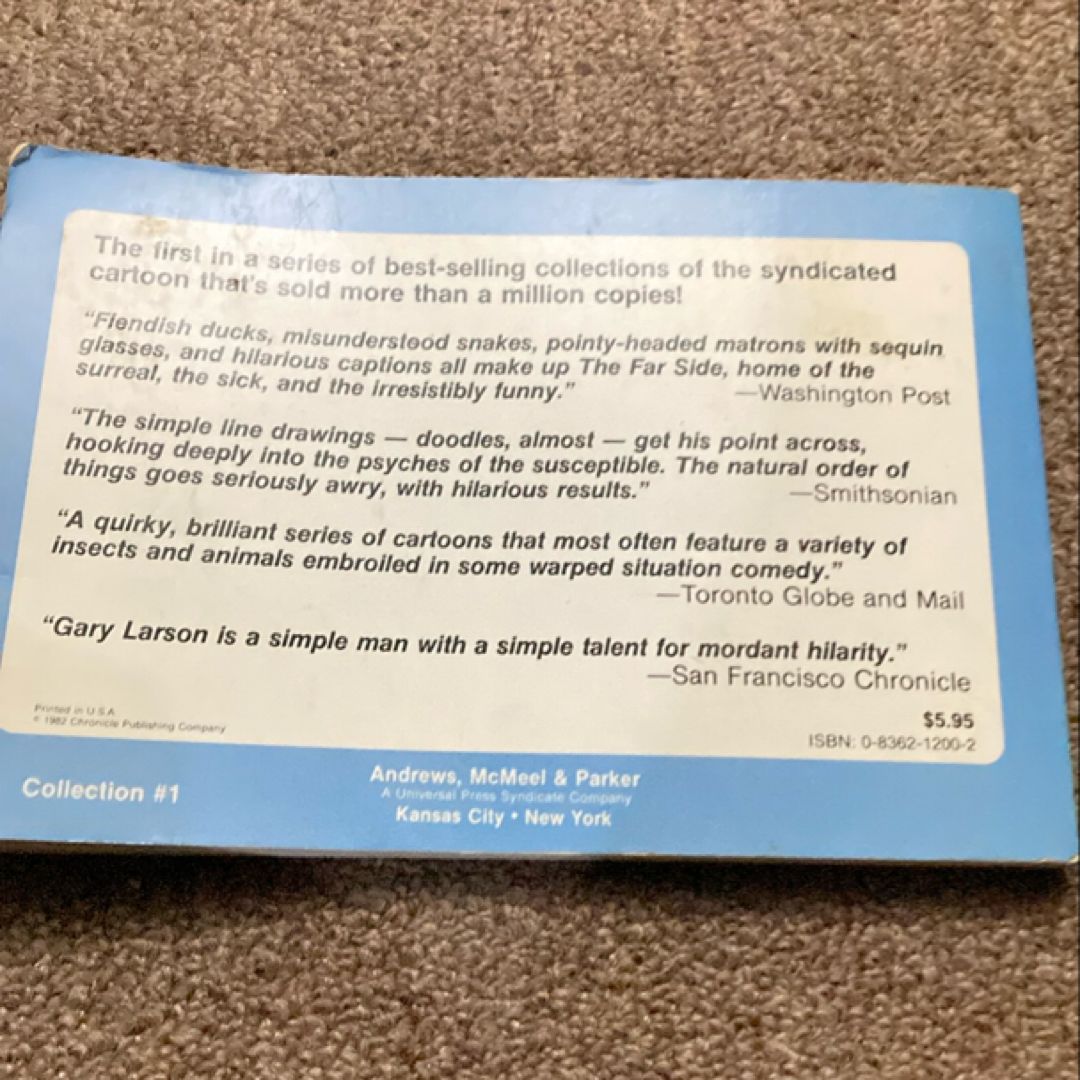 The first in a series of best-selling collections of the syndicated
cartoon that's sold more than a million copies!
"Fiendish ducks, misunderstood snakes, pointy-headed matrons with sequin
glasses, and hilarious captions all make up The Far Side, home of the
surreal, the sick, and the irresistibly funny."
—Washington Post
"The simple line drawings — doodles, almost — get his point across,
hooking deeply into the psyches of the susceptible. The natural order of
things goes seriously awry, with hilarious results."
—Smithsonian
"A quirky, brilliant series of cartoons that most often feature a variety of
insects and animals embroiled in some warped situation comedy."
—Toronto Globe and Mail
"Gary Larson is a simple man with a simple talent for mordant hilarity."
—San Francisco Chronicle
Printed in U.S.A.
© 1982 Chronicle Publishing Company
$5.95
ISBN: 0-8362-1200-2
Collection #1
Andrews, McMeel & Parker
A Universal Press Syndicate Company
Kansas City • New York